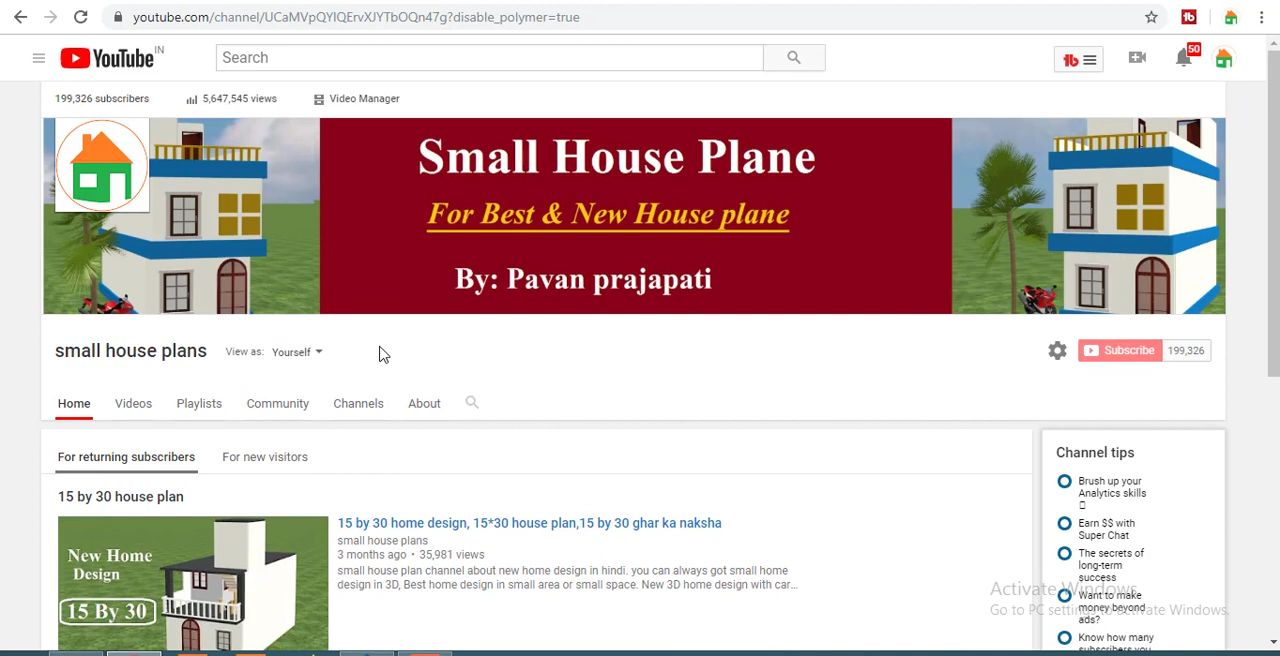 youtube.com/channel/UCaMVpQYlQErvXJYTbOQn47g?disable_polymer=true
YouTube IN
Search
50
199,326 subscribers
5,647,545 views
Video Manager
Small House Plane
For Best & New House plane
By: Pavan prajapati
small house plans
View as: Yourself
Subscribe 199,326
Home
Videos
Playlists
Community
Channels
About
For returning subscribers
For new visitors
15 by 30 house plan
New Home
Design
15 By 30
15 by 30 home design, 15*30 house plan,15 by 30 ghar ka naksha
small house plans
3 months ago • 35,981 views
small house plan channel about new home design in hindi. you can always got small home
design in 3D, Best home design in small area or small space. New 3D home design with car...
Channel tips
Brush up your
Analytics skills
Earn $$ with
Super Chat
The secrets of
long-term
success
Want to make
money beyond
ads?
Know how many
subscribers you
Activate Windows
Go to PC settings to activate Windows.